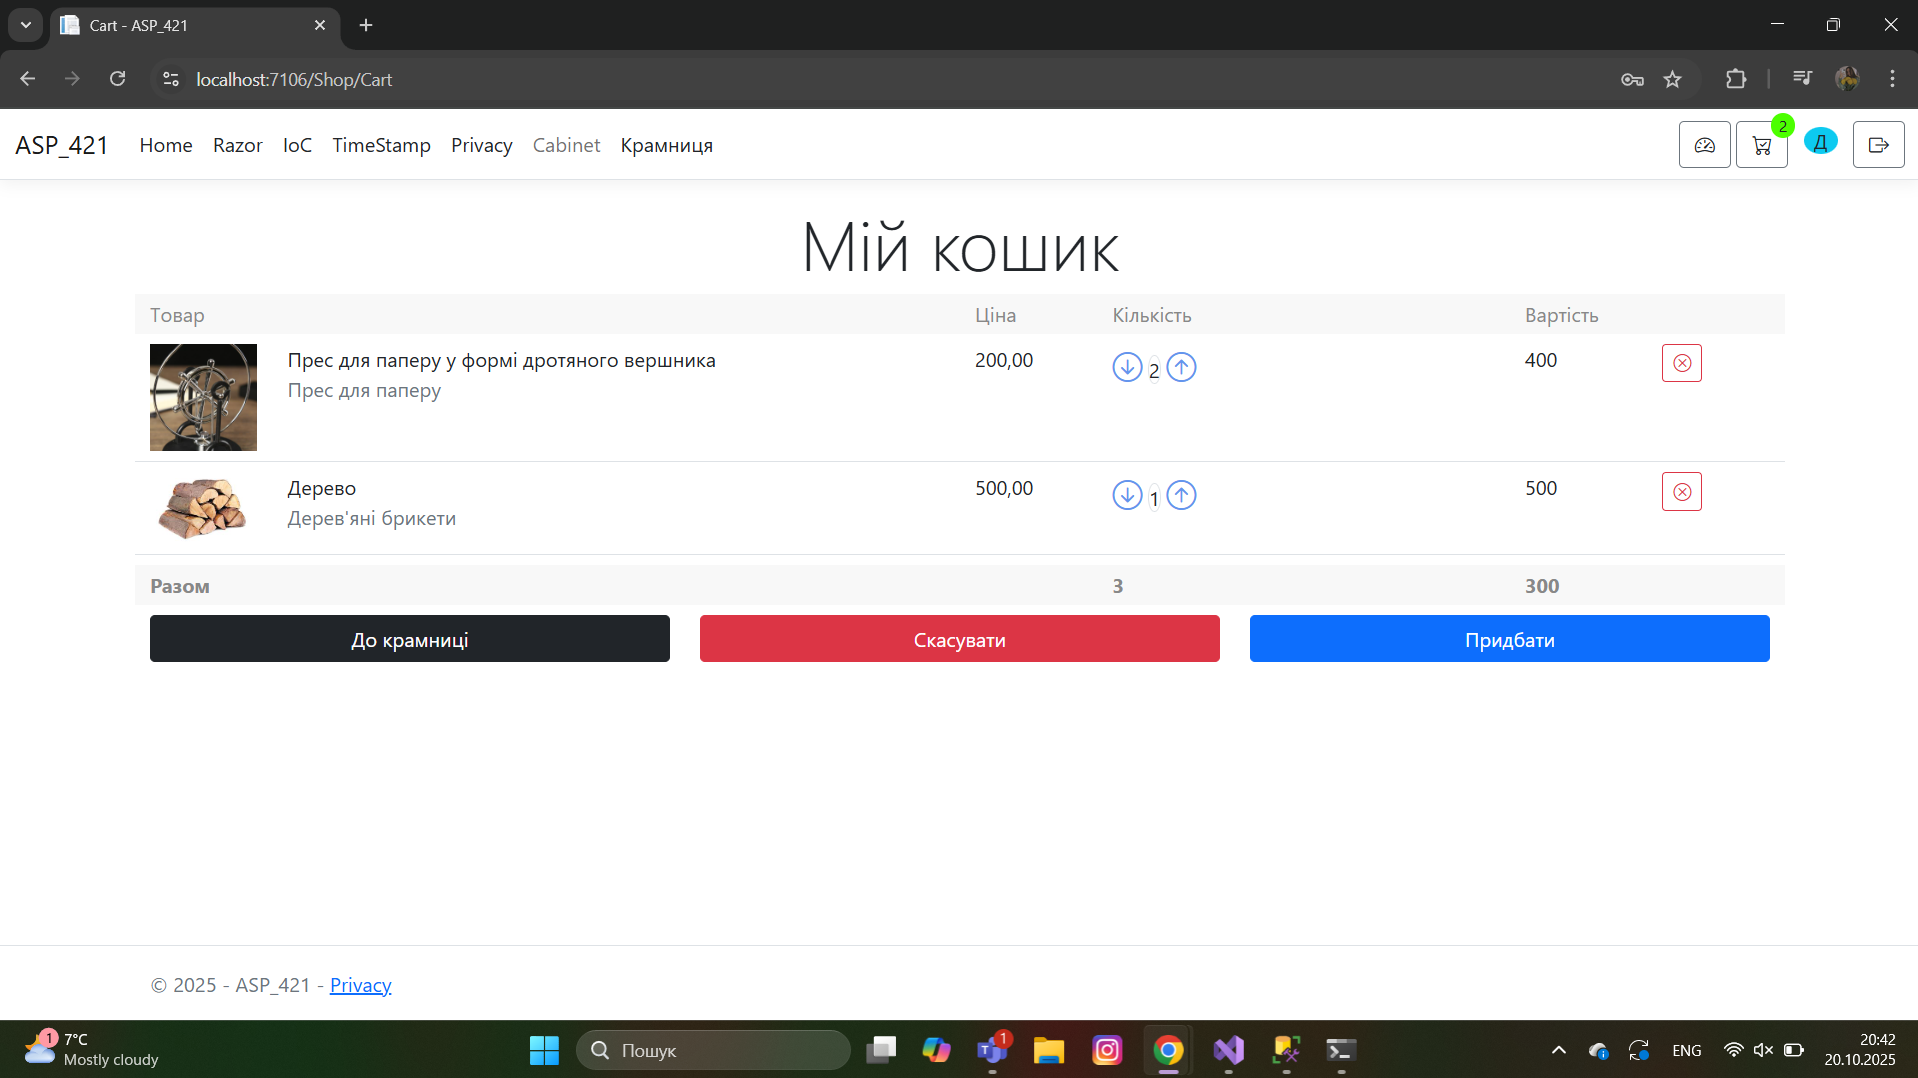 Cart - ASP_421
localhost:7106/Shop/Cart
ASP_421 Home Razor IoC TimeStamp Privacy Cabinet Крамниця 2 Д
Мій кошик
Товар Ціна Кількість Вартість
Прес для паперу у формі дротяного вершника 200,00 2 400
Прес для паперу
Дерево 500,00 1 500
Дерев'яні брикети
Разом 3 300
До крамниці Скасувати Придбати
© 2025 - ASP_421 - Privacy
1 7°C
Mostly cloudy
Пошук
1
ENG
20:42
20.10.2025